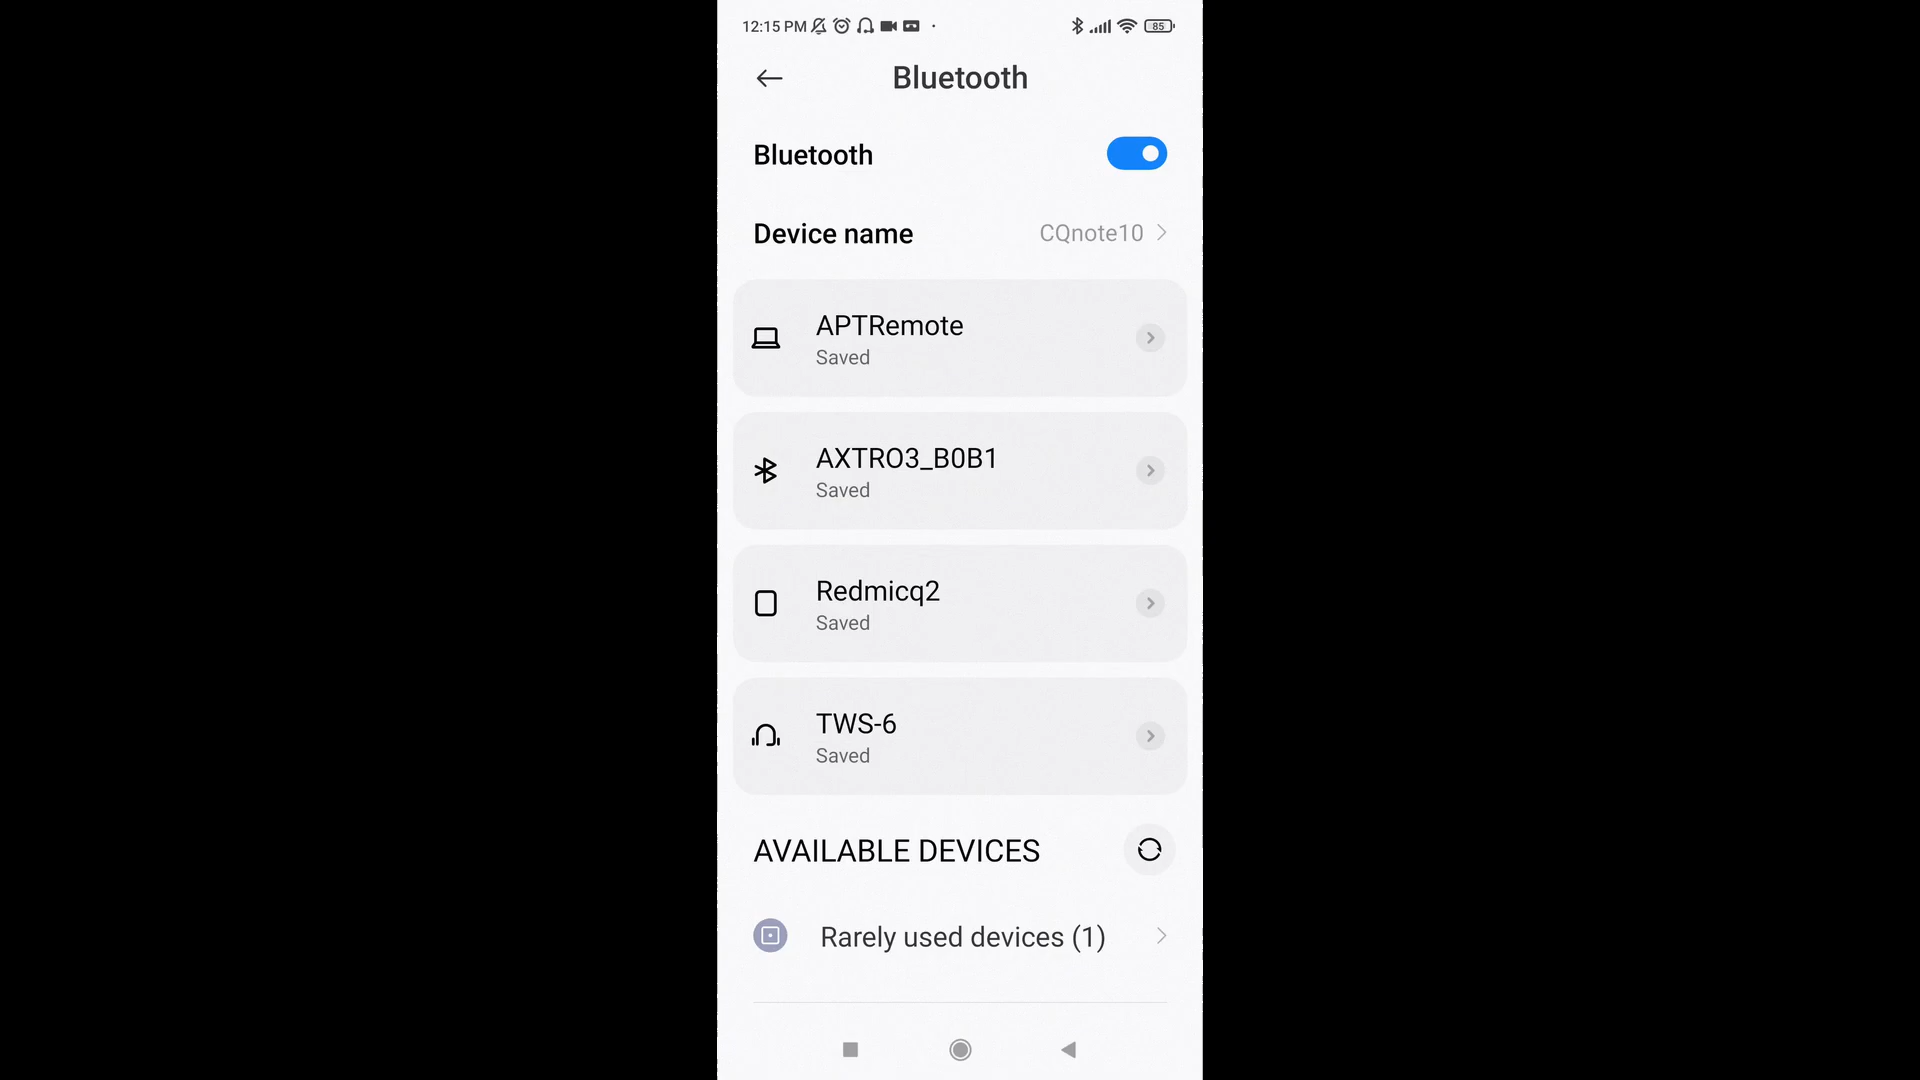 12:15 PM 85
Bluetooth
Bluetooth
Device name CQnote10
APTRemote
Saved
AXTRO3_B0B1
Saved
Redmicq2
Saved
TWS-6
Saved
AVAILABLE DEVICES
Rarely used devices (1)